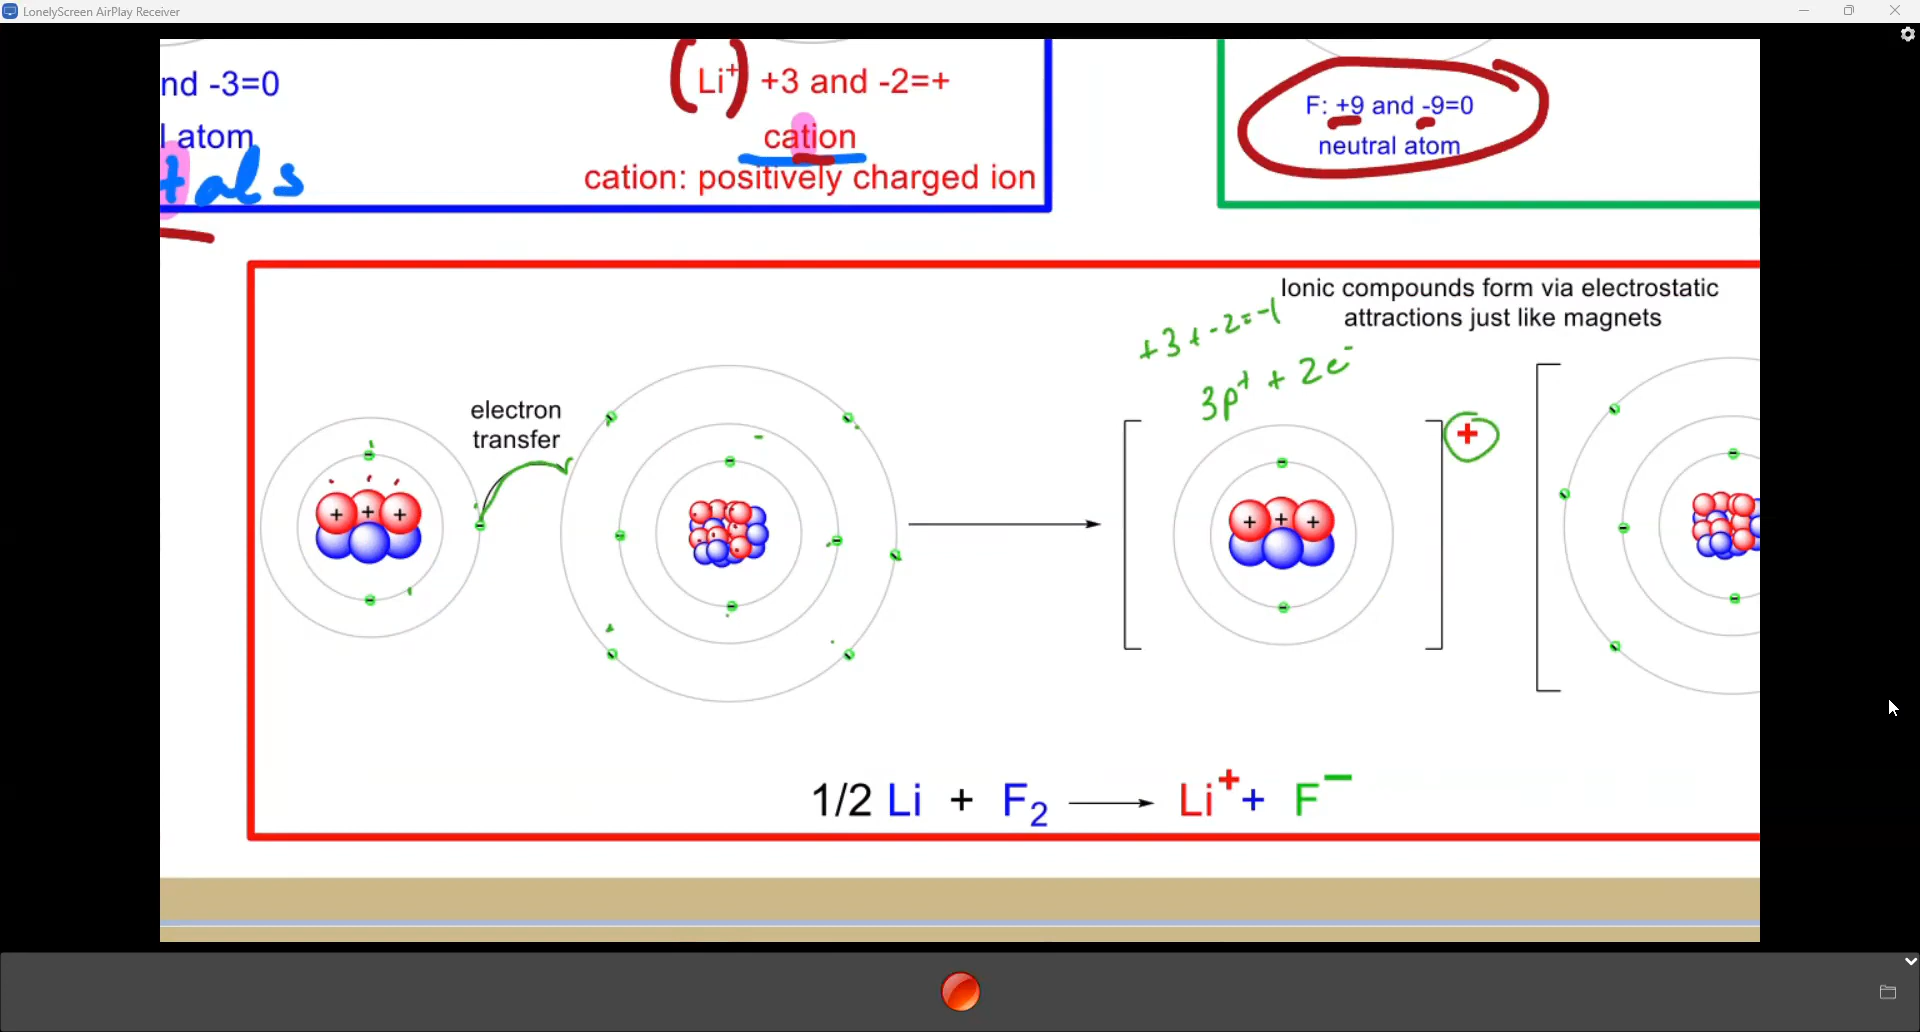 LonelyScreen AirPlay Receiver
nd -3=0
l atom
tals
(Li+) +3 and -2=+
cation
cation: positively charged ion
F: +9 and -9=0
neutral atom
Ionic compounds form via electrostatic
attractions just like magnets
+3 + -2 = -1
3p+ + 2e-
electron
transfer
+ + +
+ + +
+
1/2 Li + F₂ ⟶ Li⁺ + F⁻